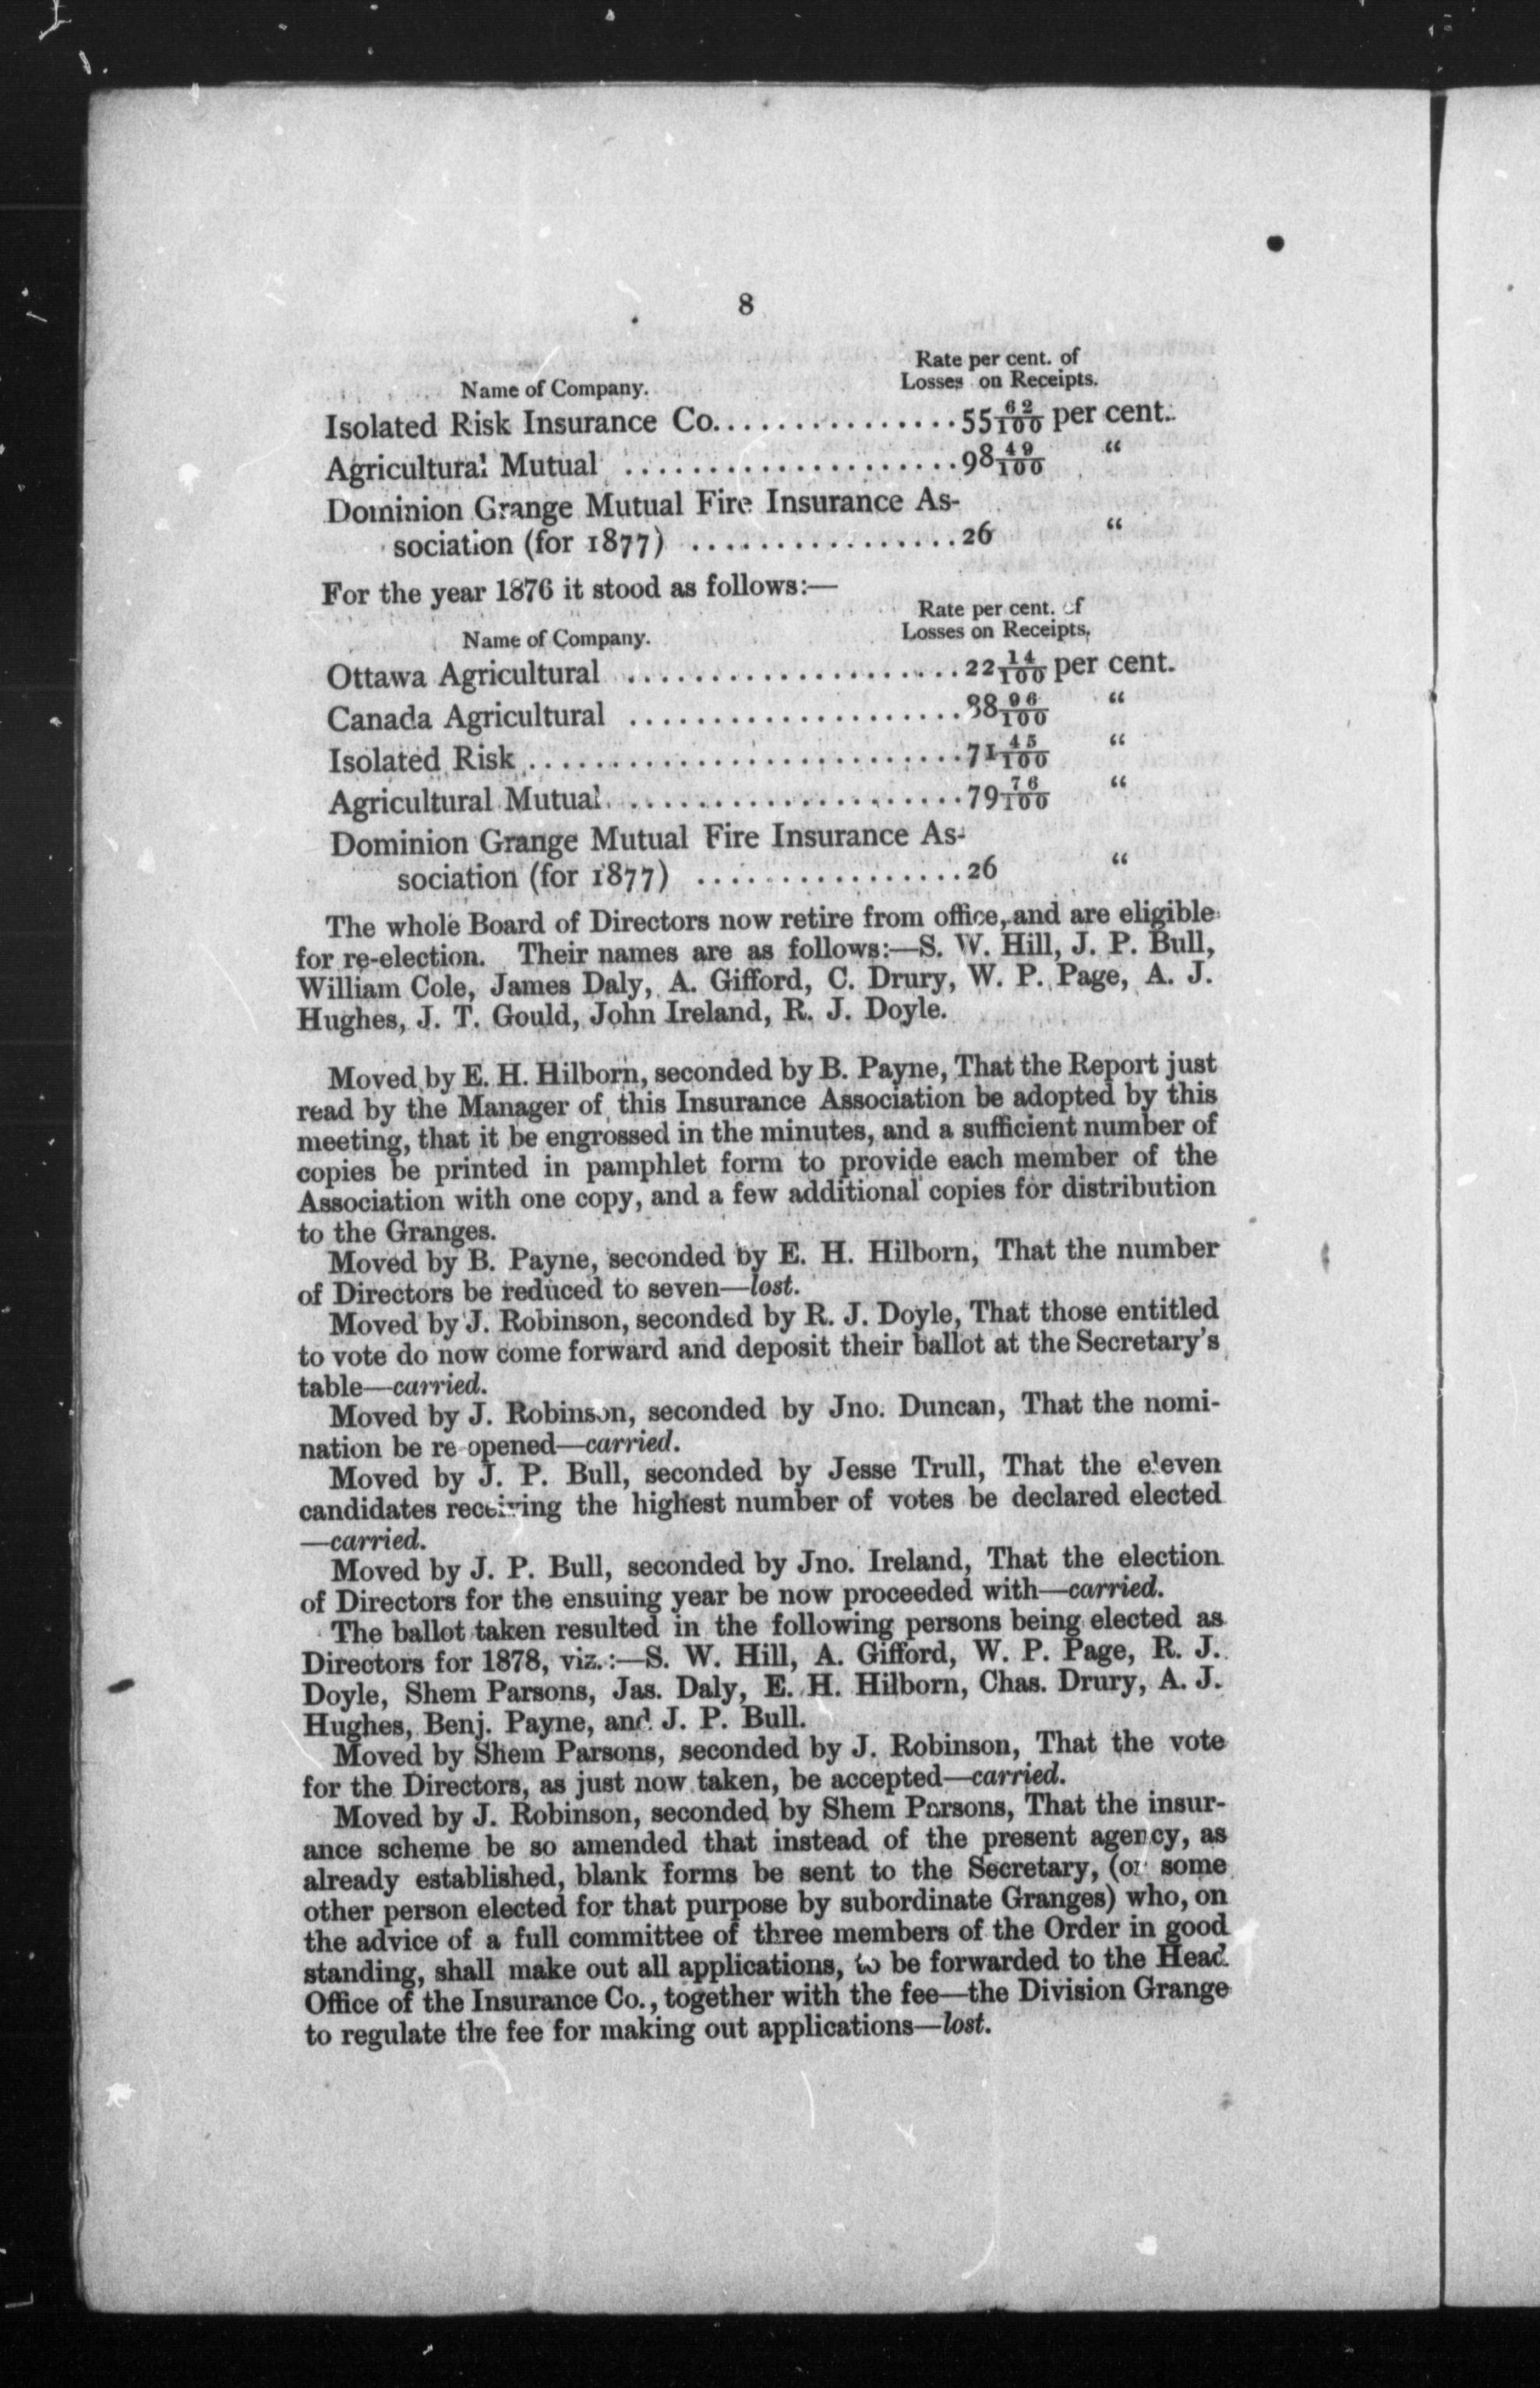 8
Rate per cent. of
Name of Company. Losses on Receipts.
Isolated Risk Insurance Co................55 62/100 per cent.
Agricultural Mutual ....................98 49/100 “
Dominion Grange Mutual Fire Insurance As-
sociation (for 1877) ................26 “
For the year 1876 it stood as follows:—
Rate per cent. of
Name of Company. Losses on Receipts.
Ottawa Agricultural ....................22 14/100 per cent.
Canada Agricultural ....................38 96/100 “
Isolated Risk..........................71 45/100 “
Agricultural Mutual.....................79 76/100 “
Dominion Grange Mutual Fire Insurance As-
sociation (for 1877) ................26 “
The whole Board of Directors now retire from office, and are eligible
for re-election. Their names are as follows:—S. W. Hill, J. P. Bull,
William Cole, James Daly, A. Gifford, C. Drury, W. P. Page, A. J.
Hughes, J. T. Gould, John Ireland, R. J. Doyle.
Moved by E. H. Hilborn, seconded by B. Payne, That the Report just
read by the Manager of this Insurance Association be adopted by this
meeting, that it be engrossed in the minutes, and a sufficient number of
copies be printed in pamphlet form to provide each member of the
Association with one copy, and a few additional copies for distribution
to the Granges.
Moved by B. Payne, seconded by E. H. Hilborn, That the number
of Directors be reduced to seven—lost.
Moved by J. Robinson, seconded by R. J. Doyle, That those entitled
to vote do now come forward and deposit their ballot at the Secretary's
table—carried.
Moved by J. Robinson, seconded by Jno. Duncan, That the nomi-
nation be re-opened—carried.
Moved by J. P. Bull, seconded by Jesse Trull, That the eleven
candidates receiving the highest number of votes be declared elected
—carried.
Moved by J. P. Bull, seconded by Jno. Ireland, That the election
of Directors for the ensuing year be now proceeded with—carried.
The ballot taken resulted in the following persons being elected as
Directors for 1878, viz.:—S. W. Hill, A. Gifford, W. P. Page, R. J.
Doyle, Shem Parsons, Jas. Daly, E. H. Hilborn, Chas. Drury, A. J.
Hughes, Benj. Payne, and J. P. Bull.
Moved by Shem Parsons, seconded by J. Robinson, That the vote
for the Directors, as just now taken, be accepted—carried.
Moved by J. Robinson, seconded by Shem Parsons, That the insur-
ance scheme be so amended that instead of the present agency, as
already established, blank forms be sent to the Secretary, (or some
other person elected for that purpose by subordinate Granges) who, on
the advice of a full committee of three members of the Order in good
standing, shall make out all applications, to be forwarded to the Head
Office of the Insurance Co., together with the fee—the Division Grange
to regulate the fee for making out applications—lost.